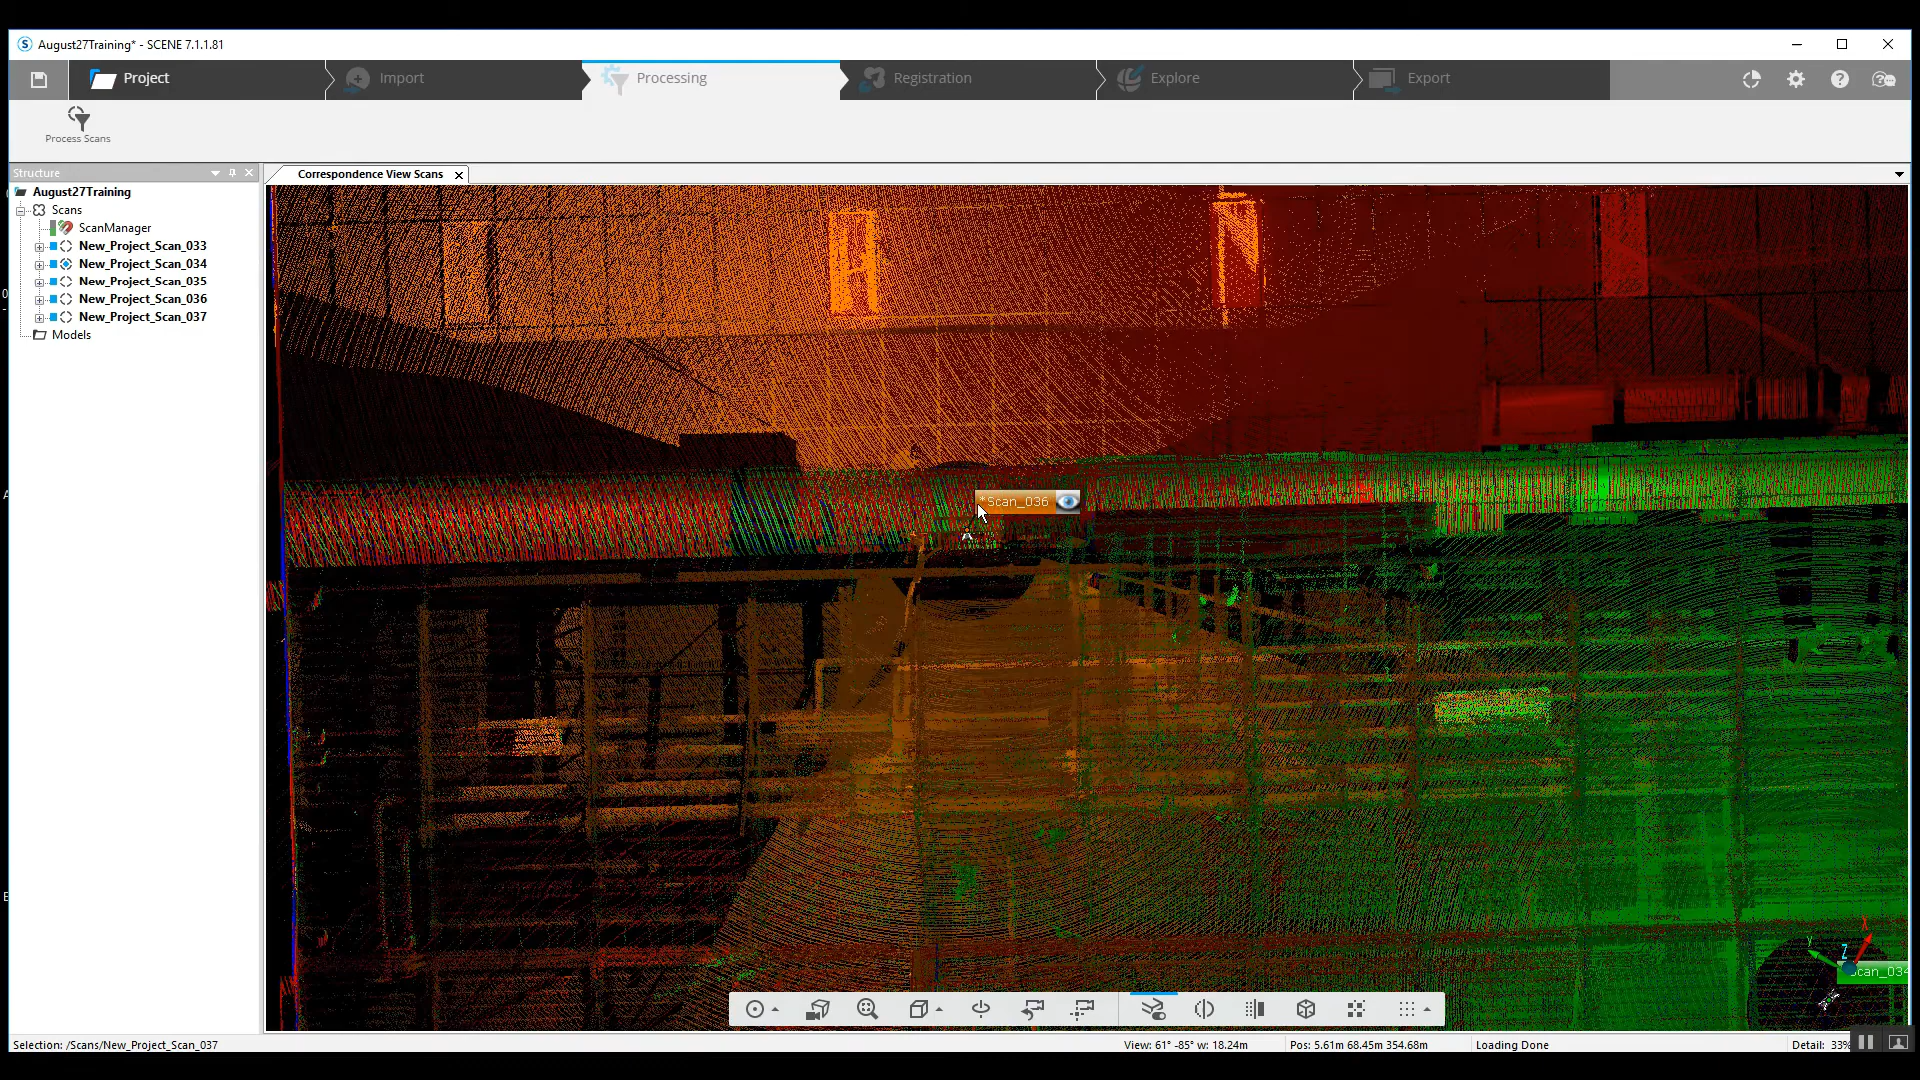 August27Training* - SCENE 7.1.1.81
Project
Import
Processing
Registration
Explore
Export
Process Scans
Structure
Correspondence View Scans
August27Training
Scans
ScanManager
New_Project_Scan_033
New_Project_Scan_034
New_Project_Scan_035
New_Project_Scan_036
New_Project_Scan_037
Models
*Scan_036
X
Y
Z
Scan_034
Selection: /Scans/New_Project_Scan_037
View: 61° -85° w: 18.24m
Pos: 5.61m 68.45m 354.68m
Loading Done
Detail: 33%